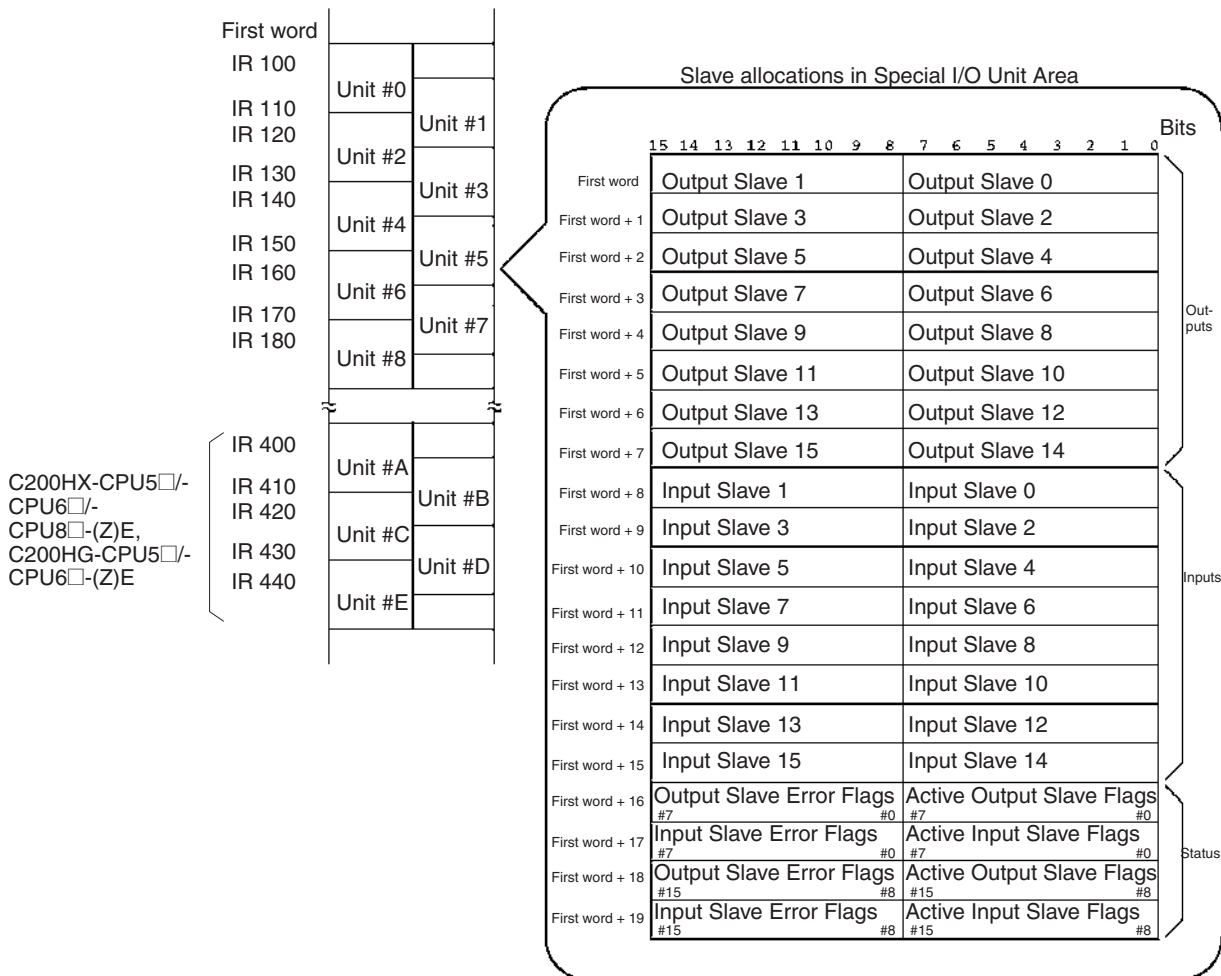 First word
IR 100
Unit #0
IR 110
Unit #1
IR 120
Unit #2
IR 130
Unit #3
IR 140
Unit #4
IR 150
Unit #5
IR 160
Unit #6
IR 170
Unit #7
IR 180
Unit #8
C200HX-CPU5□/-
CPU6□/-
CPU8□-(Z)E,
C200HG-CPU5□/-
CPU6□-(Z)E
IR 400
Unit #A
IR 410
Unit #B
IR 420
Unit #C
IR 430
Unit #D
IR 440
Unit #E
Slave allocations in Special I/O Unit Area
Bits
15 14 13 12 11 10 9 8 7 6 5 4 3 2 1 0
First word Output Slave 1 Output Slave 0
First word + 1 Output Slave 3 Output Slave 2
First word + 2 Output Slave 5 Output Slave 4
First word + 3 Output Slave 7 Output Slave 6
First word + 4 Output Slave 9 Output Slave 8
First word + 5 Output Slave 11 Output Slave 10
First word + 6 Output Slave 13 Output Slave 12
First word + 7 Output Slave 15 Output Slave 14
Out-
puts
First word + 8 Input Slave 1 Input Slave 0
First word + 9 Input Slave 3 Input Slave 2
First word + 10 Input Slave 5 Input Slave 4
First word + 11 Input Slave 7 Input Slave 6
First word + 12 Input Slave 9 Input Slave 8
First word + 13 Input Slave 11 Input Slave 10
First word + 14 Input Slave 13 Input Slave 12
First word + 15 Input Slave 15 Input Slave 14
Inputs
First word + 16 Output Slave Error Flags Active Output Slave Flags
#7 #0 #7 #0
First word + 17 Input Slave Error Flags Active Input Slave Flags
#7 #0 #7 #0
First word + 18 Output Slave Error Flags Active Output Slave Flags
#15 #8 #15 #8
First word + 19 Input Slave Error Flags Active Input Slave Flags
#15 #8 #15 #8
Status